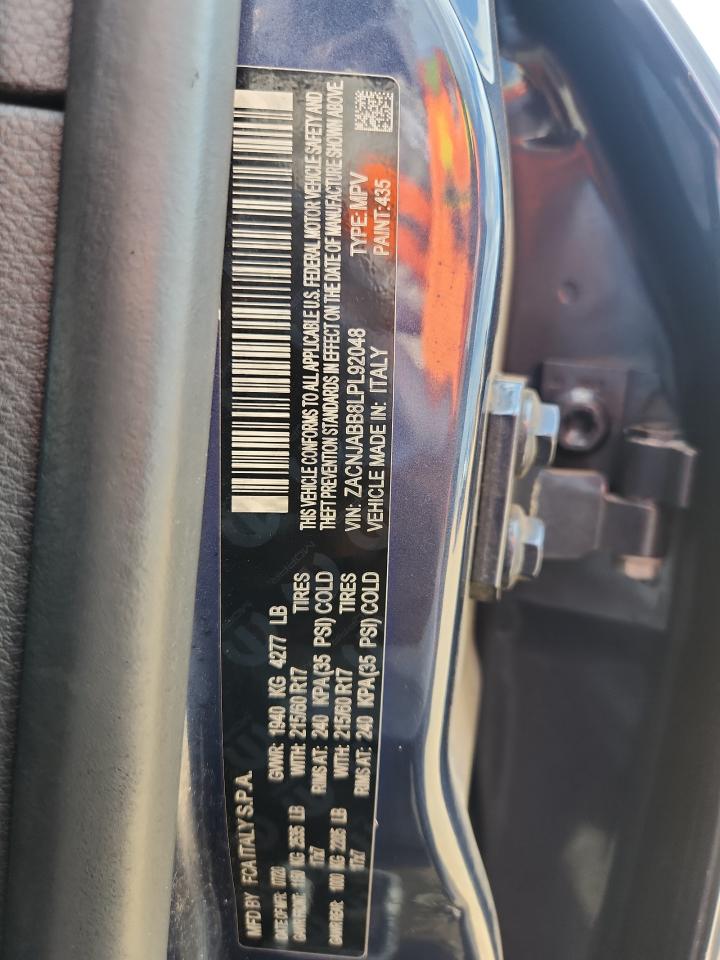 MFD BY FCA ITALY S.P.A.
GVWR: 1940 KG 4277 LB
WITH: 215/60 R17 TIRES
RIMS AT: 240 KPA(35 PSI) COLD
WITH: 215/60 R17 TIRES
17x7 RIMS AT: 240 KPA(35 PSI) COLD
THIS VEHICLE CONFORMS TO ALL APPLICABLE U.S. FEDERAL MOTOR VEHICLE SAFETY AND
THEFT PREVENTION STANDARDS IN EFFECT ON THE DATE OF MANUFACTURE SHOWN ABOVE
VIN: ZACNJABB8LPL92048 TYPE: MPV
VEHICLE MADE IN: ITALY PAINT: 435